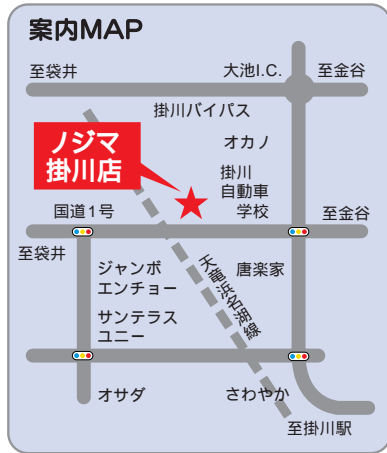 案内MAP
至袋井
大池I.C.
至金谷
掛川バイパス
ノジマ
掛川店
オカノ
掛川
自動車
学校
国道1号
至金谷
至袋井
ジャンボ
エンチョー
天竜浜名湖線
唐楽家
サンテラス
ユニー
オサダ
さわやか
至掛川駅